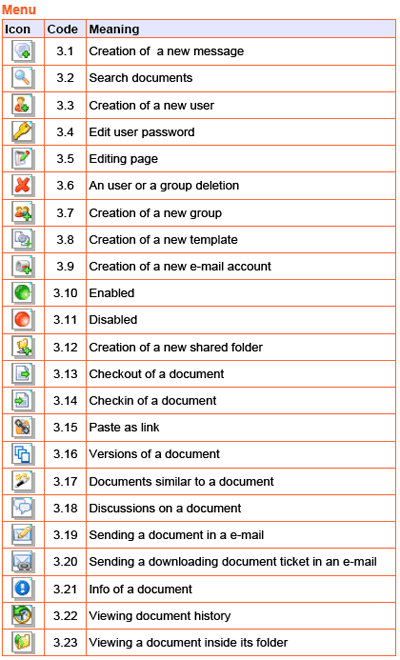 Menu
Icon Code Meaning
3.1 Creation of a new message
3.2 Search documents
3.3 Creation of a new user
3.4 Edit user password
3.5 Editing page
3.6 An user or a group deletion
3.7 Creation of a new group
3.8 Creation of a new template
3.9 Creation of a new e-mail account
3.10 Enabled
3.11 Disabled
3.12 Creation of a new shared folder
3.13 Checkout of a document
3.14 Checkin of a document
3.15 Paste as link
3.16 Versions of a document
3.17 Documents similar to a document
3.18 Discussions on a document
3.19 Sending a document in a e-mail
3.20 Sending a downloading document ticket in an e-mail
3.21 Info of a document
3.22 Viewing document history
3.23 Viewing a document inside its folder